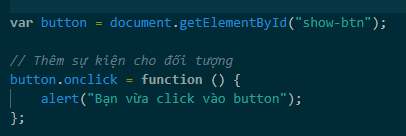 var button = document.getElementById("show-btn");
// Thêm sự kiện cho đối tượng
button.onclick = function () {
    alert("Bạn vừa click vào button");
};